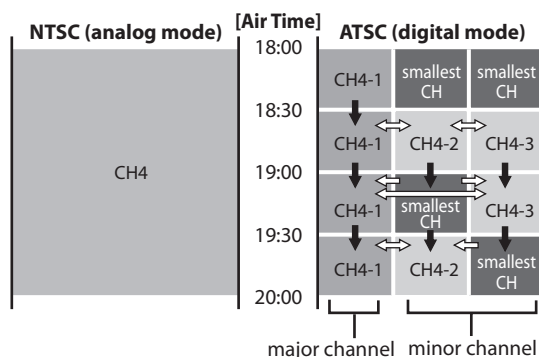 [Air Time]
NTSC (analog mode)
ATSC (digital mode)
18:00
CH4-1
smallest
CH
smallest
CH
18:30
CH4-1
CH4-2
CH4-3
CH4
19:00
CH4-1
smallest
CH
CH4-3
19:30
CH4-1
CH4-2
smallest
CH
20:00
major channel
minor channel